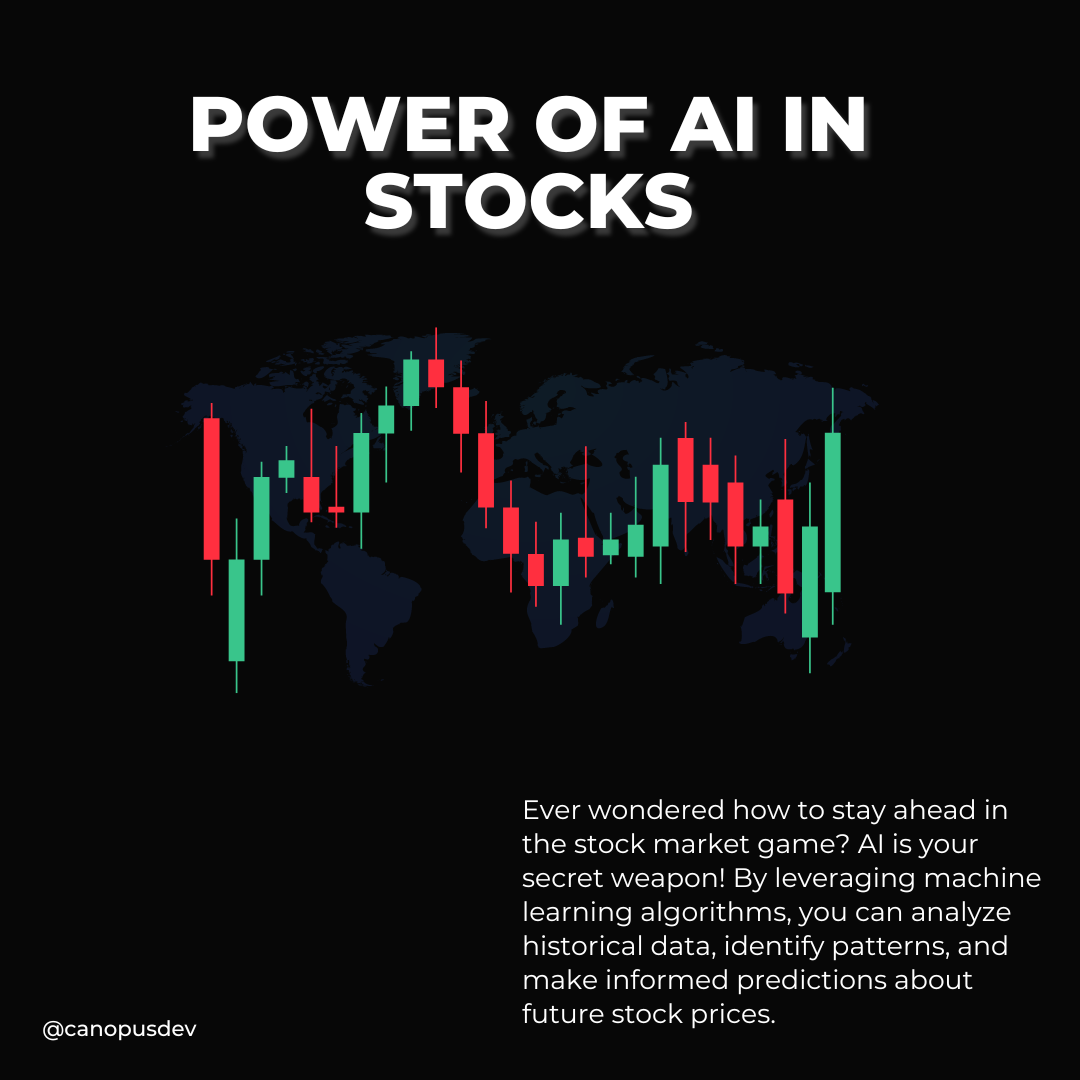 POWER OF AI IN
STOCKS
Ever wondered how to stay ahead in
the stock market game? AI is your
secret weapon! By leveraging machine
learning algorithms, you can analyze
historical data, identify patterns, and
make informed predictions about
future stock prices.
@canopusdev